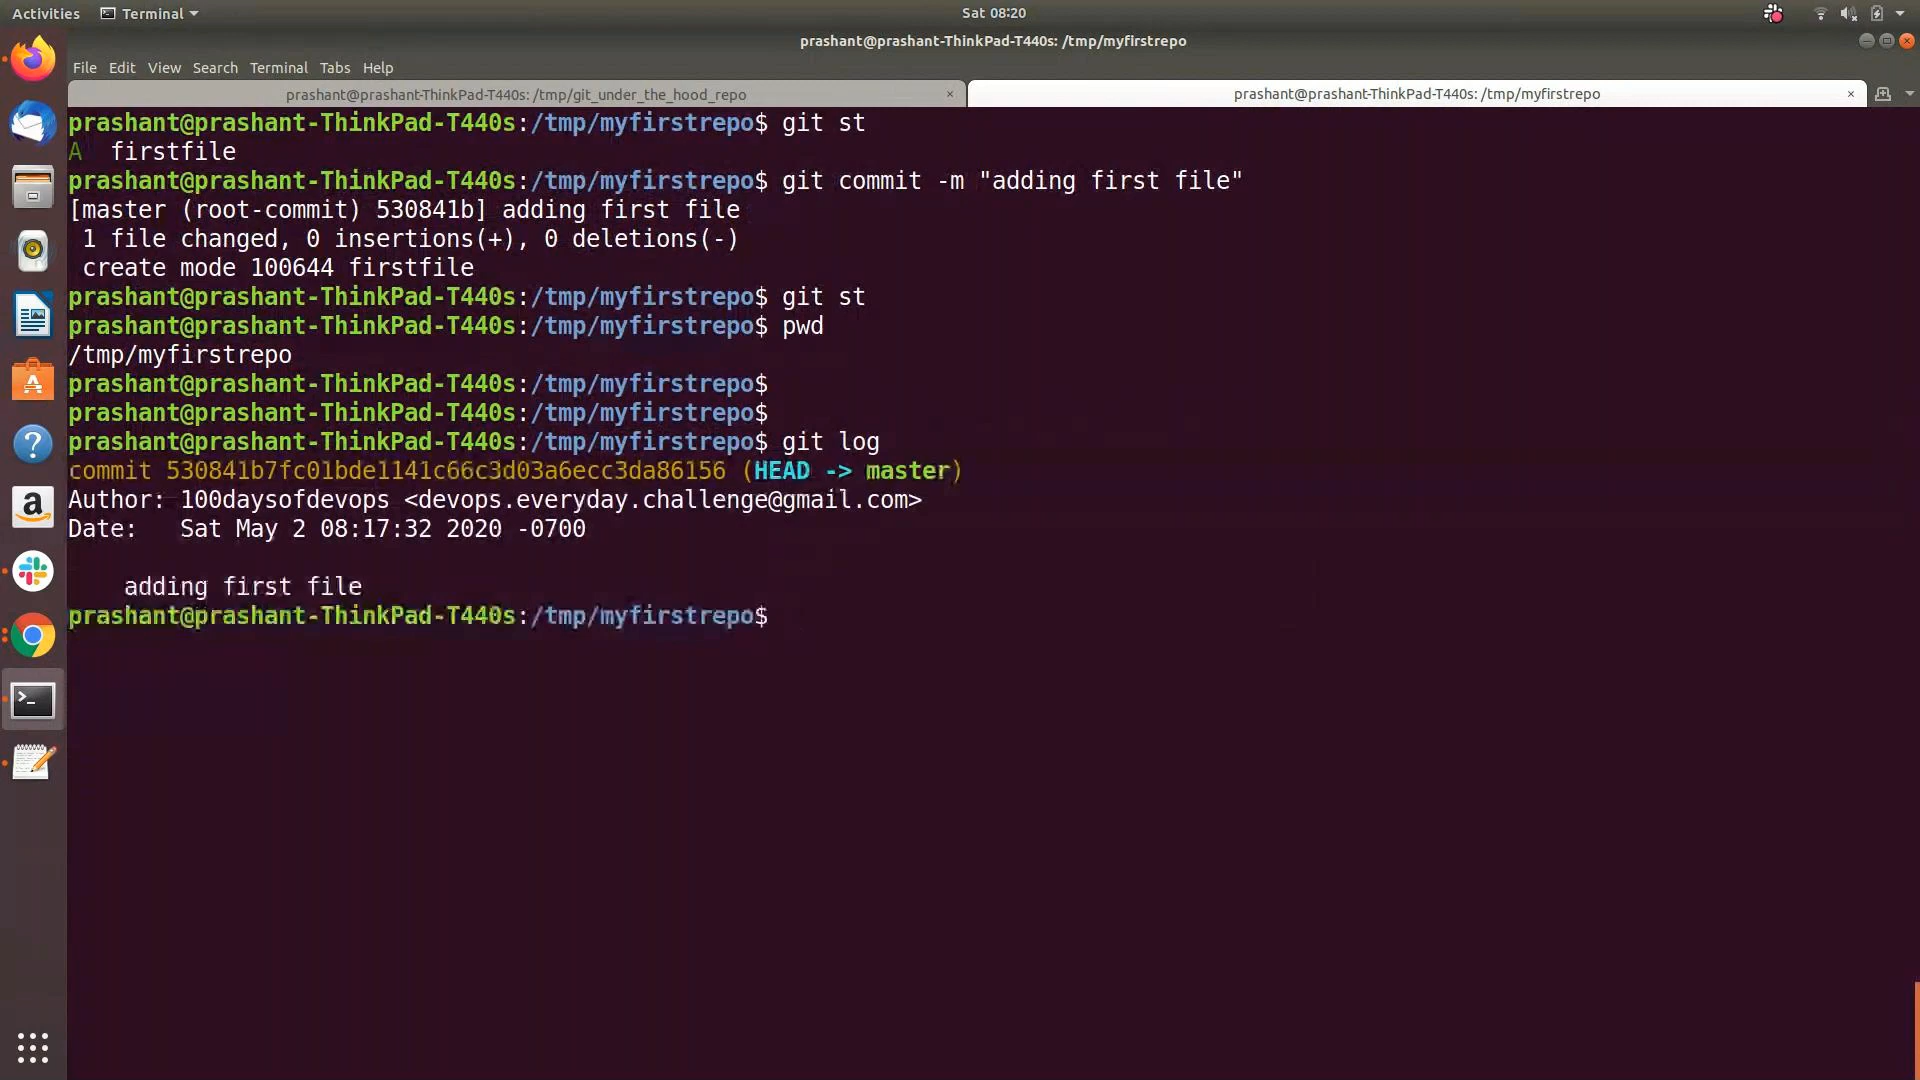 Activities Terminal Sat 08:20
prashant@prashant-ThinkPad-T440s: /tmp/myfirstrepo
File Edit View Search Terminal Tabs Help
prashant@prashant-ThinkPad-T440s: /tmp/git_under_the_hood_repo × prashant@prashant-ThinkPad-T440s: /tmp/myfirstrepo ×
prashant@prashant-ThinkPad-T440s:/tmp/myfirstrepo$ git st
A  firstfile
prashant@prashant-ThinkPad-T440s:/tmp/myfirstrepo$ git commit -m "adding first file"
[master (root-commit) 530841b] adding first file
 1 file changed, 0 insertions(+), 0 deletions(-)
 create mode 100644 firstfile
prashant@prashant-ThinkPad-T440s:/tmp/myfirstrepo$ git st
prashant@prashant-ThinkPad-T440s:/tmp/myfirstrepo$ pwd
/tmp/myfirstrepo
prashant@prashant-ThinkPad-T440s:/tmp/myfirstrepo$
prashant@prashant-ThinkPad-T440s:/tmp/myfirstrepo$
prashant@prashant-ThinkPad-T440s:/tmp/myfirstrepo$ git log
commit 530841b7fc01bde1141c66c3d03a6ecc3da86156 (HEAD -> master)
Author: 100daysofdevops <devops.everyday.challenge@gmail.com>
Date:   Sat May 2 08:17:32 2020 -0700
    adding first file
prashant@prashant-ThinkPad-T440s:/tmp/myfirstrepo$